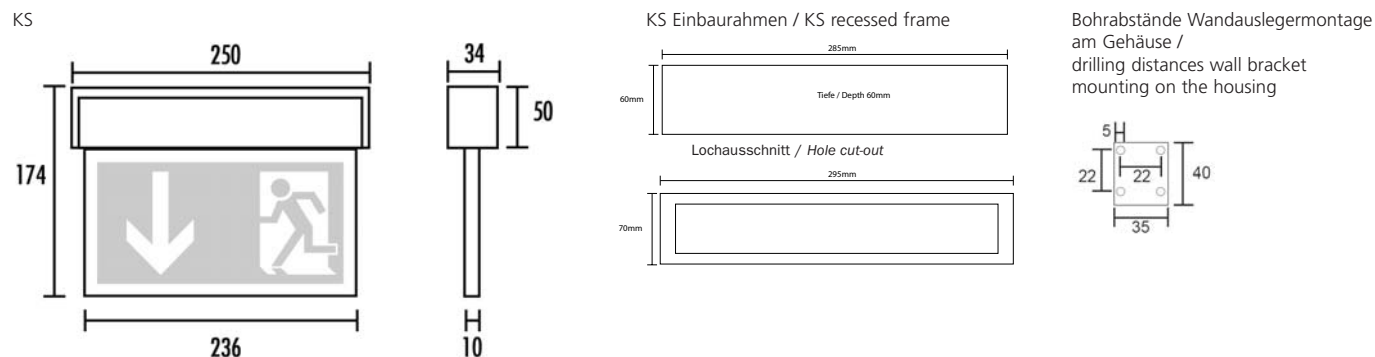 KS
250
34
50
174
236
10
KS Einbaurahmen / KS recessed frame
285mm
60mm
Tiefe / Depth 60mm
Lochausschnitt / Hole cut-out
295mm
70mm
Bohrabstände Wandauslegermontage
am Gehäuse /
drilling distances wall bracket
mounting on the housing
5
22
22
40
35